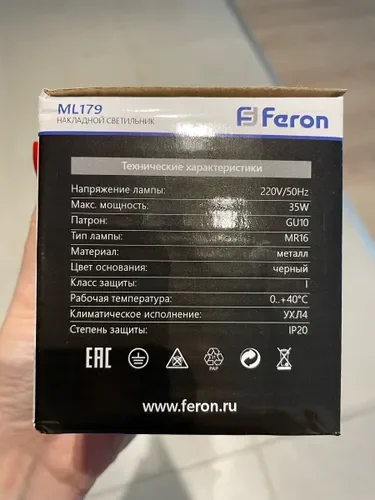 ML179
НАКЛАДНОЙ СВЕТИЛЬНИК
Feron
Технические характеристики
Напряжение лампы: 220V/50Hz
Макс. мощность: 35W
Патрон: GU10
Тип лампы: MR16
Материал: металл
Цвет основания: черный
Класс защиты: I
Рабочая температура: 0..+40°C
Климатическое исполнение: УХЛ4
Степень защиты: IP20
EAC
PAP
www.feron.ru